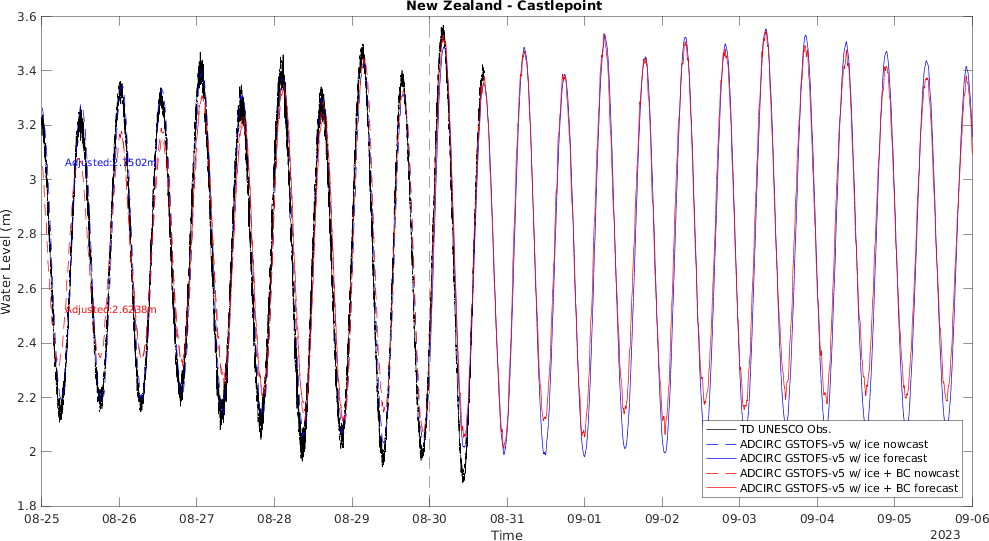 New Zealand - Castlepoint
3.6
3.4
3.2
3
2.8
2.6
2.4
2.2
2
1.8
Water Level (m)
Adjusted:2.7502m
Adjusted:2.6238m
TD UNESCO Obs.
ADCIRC GSTOFS-v5 w/ ice nowcast
ADCIRC GSTOFS-v5 w/ ice forecast
ADCIRC GSTOFS-v5 w/ ice + BC nowcast
ADCIRC GSTOFS-v5 w/ ice + BC forecast
08-25 08-26 08-27 08-28 08-29 08-30 08-31 09-01 09-02 09-03 09-04 09-05 09-06
Time
2023